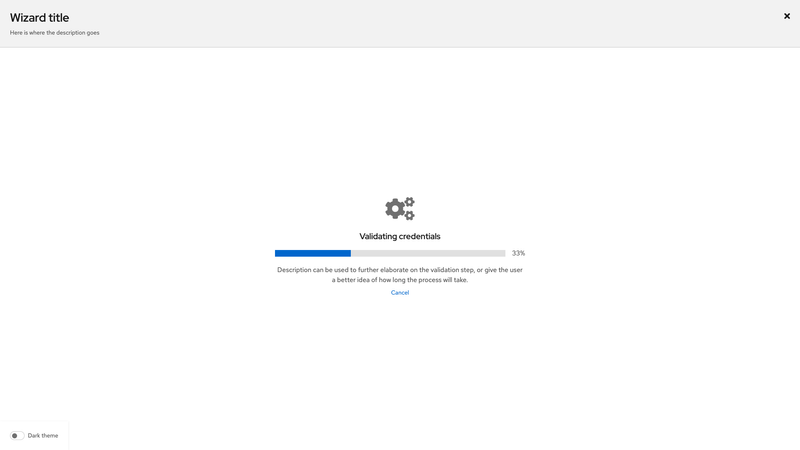 Wizard title
Here is where the description goes
Validating credentials
33%
Description can be used to further elaborate on the validation step, or give the user
a better idea of how long the process will take.
Cancel
Dark theme